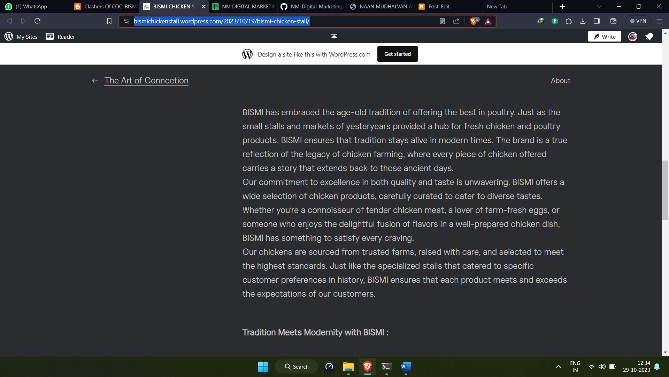 (1) WhatsApp
Clashers Of COC: BISMI
BISMI CHICKEN S
NM DIGITAL MARKETI
NM Digital Marketing
NAAN MUDHALVAN
Post: Edit
New Tab
bismichickenstall.wordpress.com/2023/10/19/bismi-chicken-stall/
VPN
My Sites
Reader
Write
Design a site like this with WordPress.com
Get started
← The Art of Connection
About
BISMI has embraced the age-old tradition of offering the best in poultry. Just as the
small stalls and markets of yesteryears provided a hub for fresh chicken and poultry
products, BISMI ensures that tradition stays alive in modern times. The brand is a true
reflection of the legacy of chicken farming, where every piece of chicken offered
carries a story that extends back to those ancient days.
Our commitment to excellence in both quality and taste is unwavering. BISMI offers a
wide selection of chicken products, carefully curated to cater to diverse tastes.
Whether you're a connoisseur of tender chicken meat, a lover of farm-fresh eggs, or
someone who enjoys the delightful fusion of flavors in a well-prepared chicken dish,
BISMI has something to satisfy every craving.
Our chickens are sourced from trusted farms, raised with care, and selected to meet
the highest standards. Just like the specialized stalls that catered to specific
customer preferences in history, BISMI ensures that each product meets and exceeds
the expectations of our customers.
Tradition Meets Modernity with BISMI :
Search
ENG
IN
12:34
29-10-2023